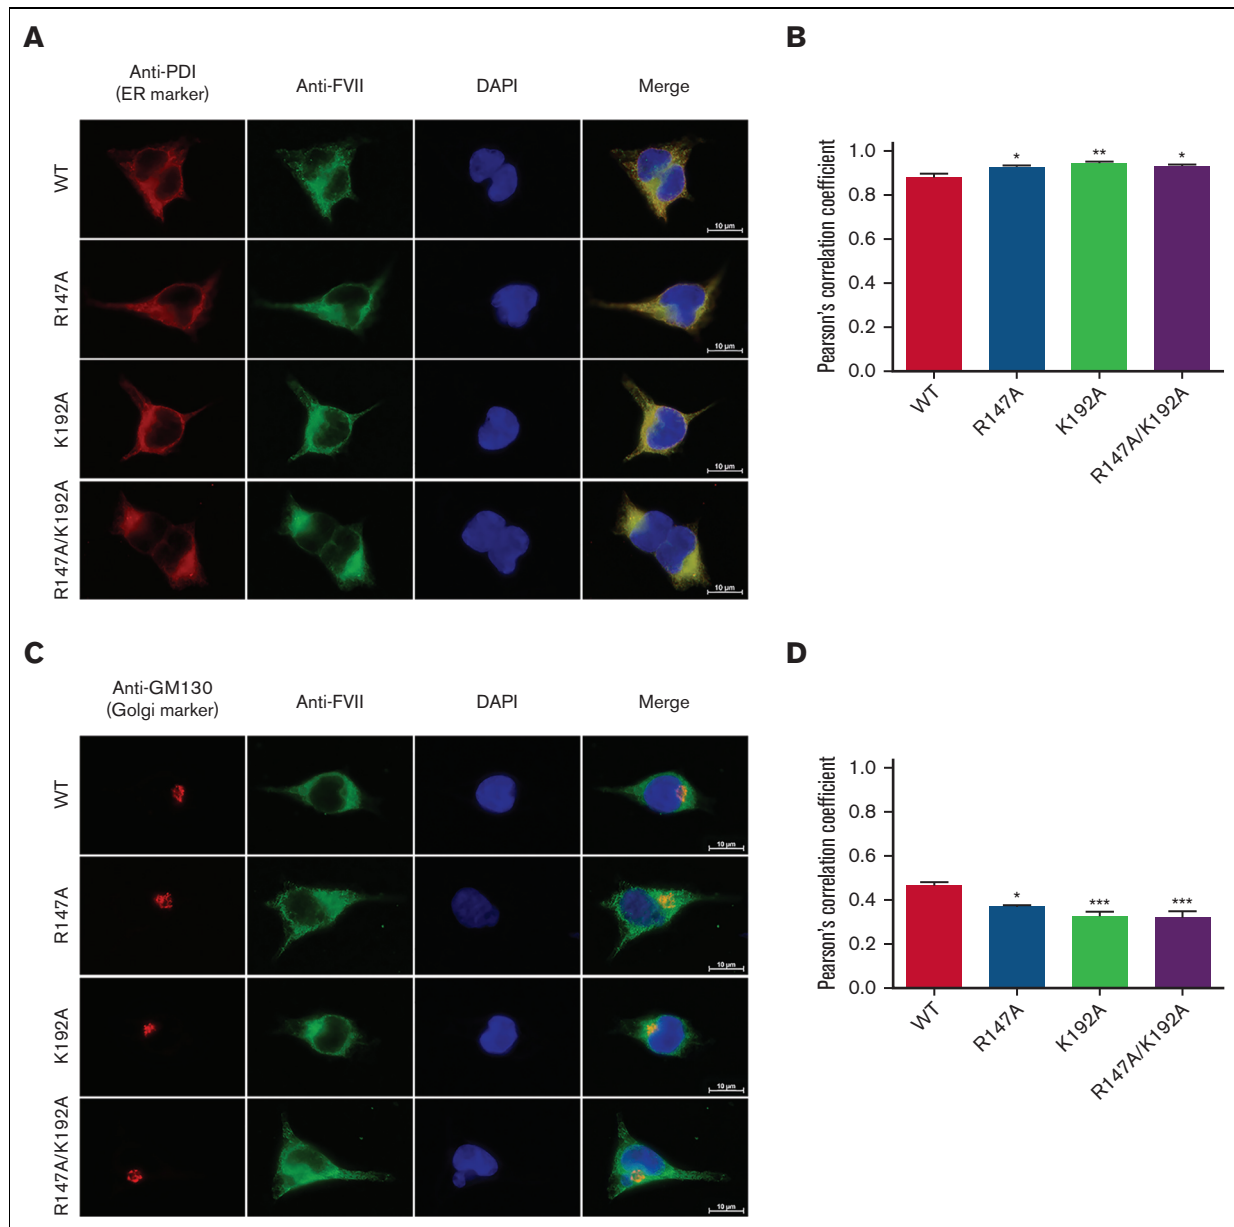 A
Anti-PDI
(ER marker)
Anti-FVII
DAPI
Merge
WT
10 µm
R147A
10 µm
K192A
10 µm
R147A/K192A
10 µm
B
Pearson's correlation coefficient
1.0
0.8
0.6
0.4
0.2
0.0
*
**
*
WT
R147A
K192A
R147A/K192A
C
Anti-GM130
(Golgi marker)
Anti-FVII
DAPI
Merge
WT
10 µm
R147A
10 µm
K192A
10 µm
R147A/K192A
10 µm
D
Pearson's correlation coefficient
1.0
0.8
0.6
0.4
0.2
0.0
*
***
***
WT
R147A
K192A
R147A/K192A